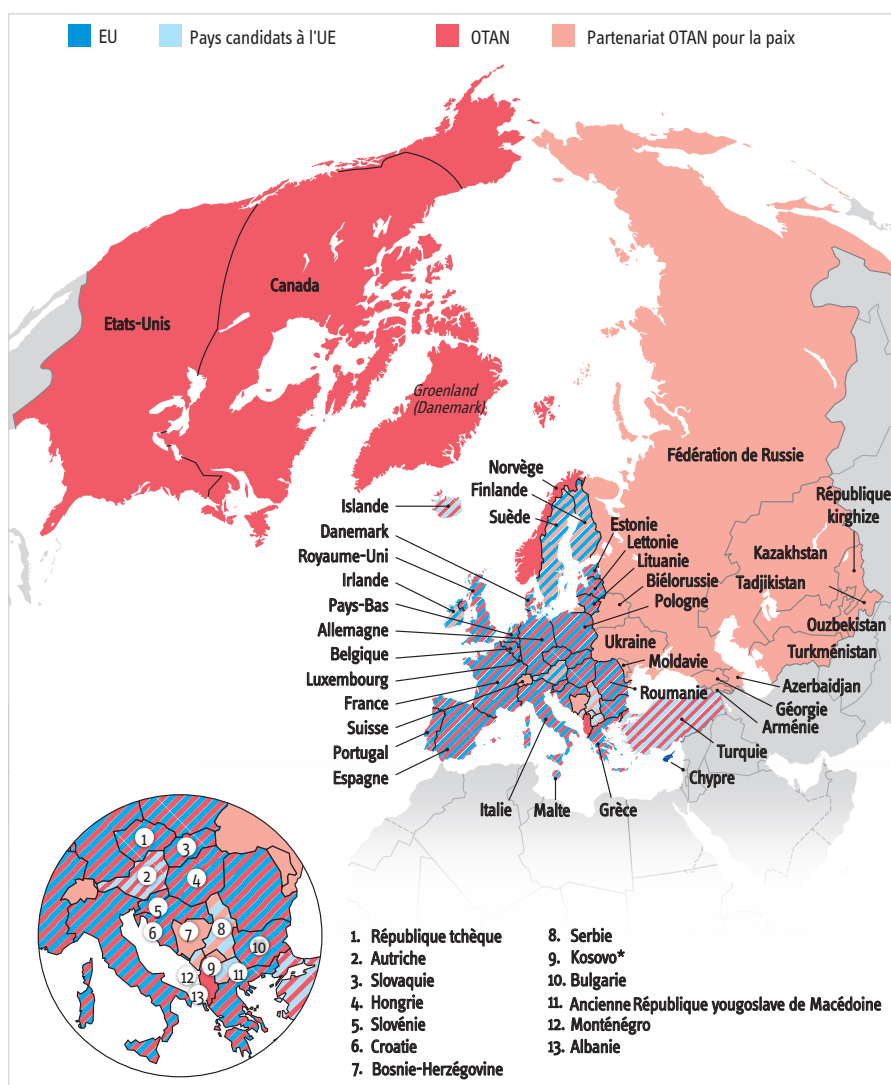 EU
Pays candidats à l'UE
OTAN
Partenariat OTAN pour la paix
Canada
Etats-Unis
Groenland
(Danemark)
Fédération de Russie
Norvège
Finlande
Suède
Islande
Danemark
Royaume-Uni
Irlande
Pays-Bas
Allemagne
Belgique
Luxembourg
France
Suisse
Portugal
Espagne
Estonie
Lettonie
Lituanie
Biélorussie
Pologne
Ukraine
Moldavie
Roumanie
République
kirghize
Kazakhstan
Tadjikistan
Ouzbekistan
Turkménistan
Azerbaidjan
Géorgie
Arménie
Turquie
Chypre
Italie
Malte
Grèce
1
2
3
4
5
6
7
8
9
10
11
12
13
1. République tchèque
2. Autriche
3. Slovaquie
4. Hongrie
5. Slovénie
6. Croatie
7. Bosnie-Herzégovine
8. Serbie
9. Kosovo*
10. Bulgarie
11. Ancienne République yougoslave de Macédoine
12. Monténégro
13. Albanie